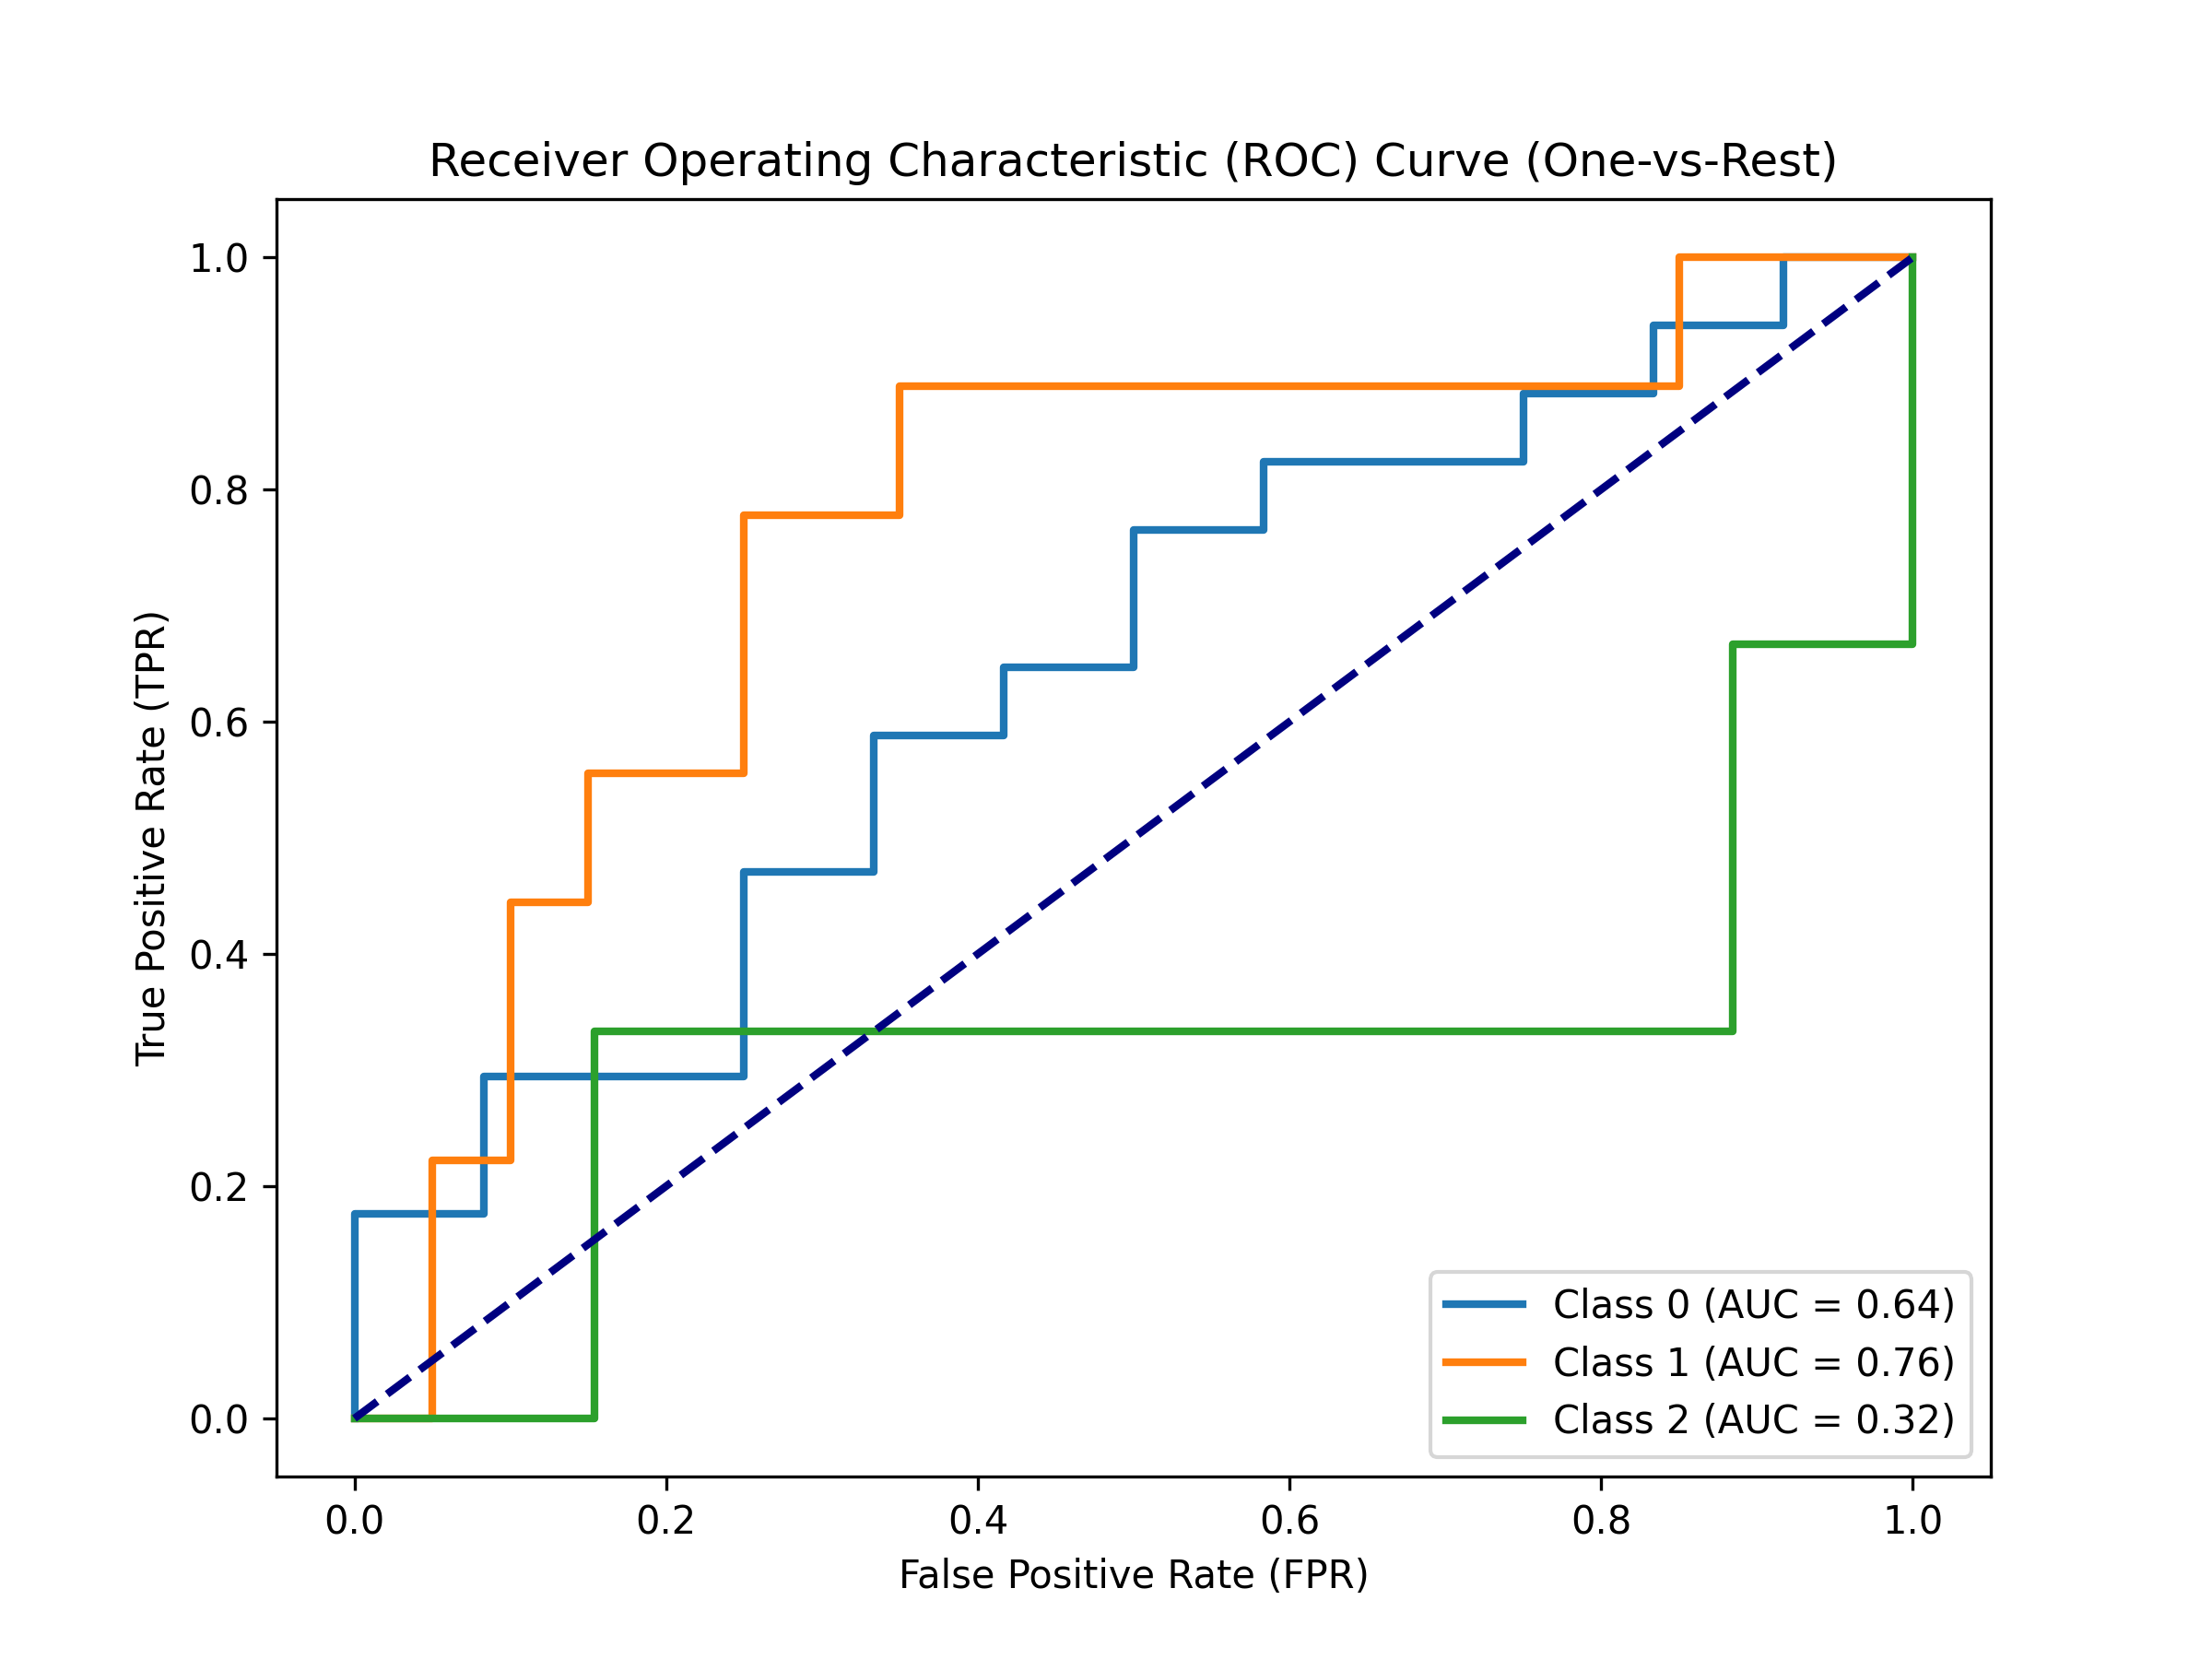 Receiver Operating Characteristic (ROC) Curve (One-vs-Rest)
1.0
0.8
0.6
0.4
0.2
0.0
True Positive Rate (TPR)
Class 0 (AUC = 0.64)
Class 1 (AUC = 0.76)
Class 2 (AUC = 0.32)
0.0 0.2 0.4 0.6 0.8 1.0
False Positive Rate (FPR)